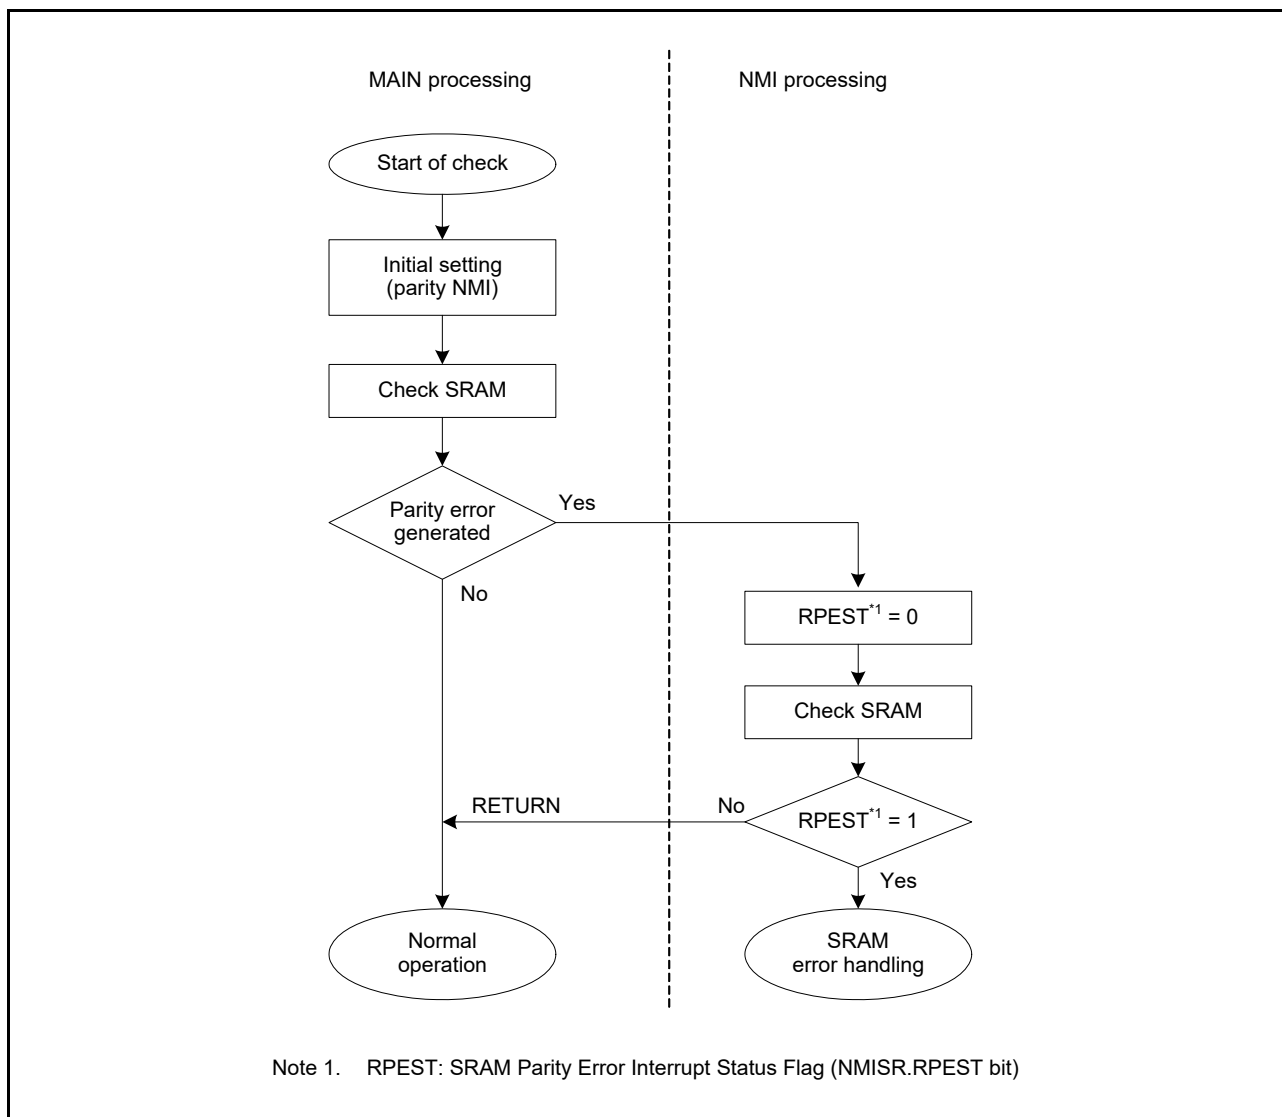 MAIN processing
NMI processing
Start of check
Initial setting
(parity NMI)
Check SRAM
Parity error
generated
Yes
No
RPEST*1 = 0
Check SRAM
RPEST*1 = 1
No
RETURN
Yes
Normal
operation
SRAM
error handling
Note 1. RPEST: SRAM Parity Error Interrupt Status Flag (NMISR.RPEST bit)